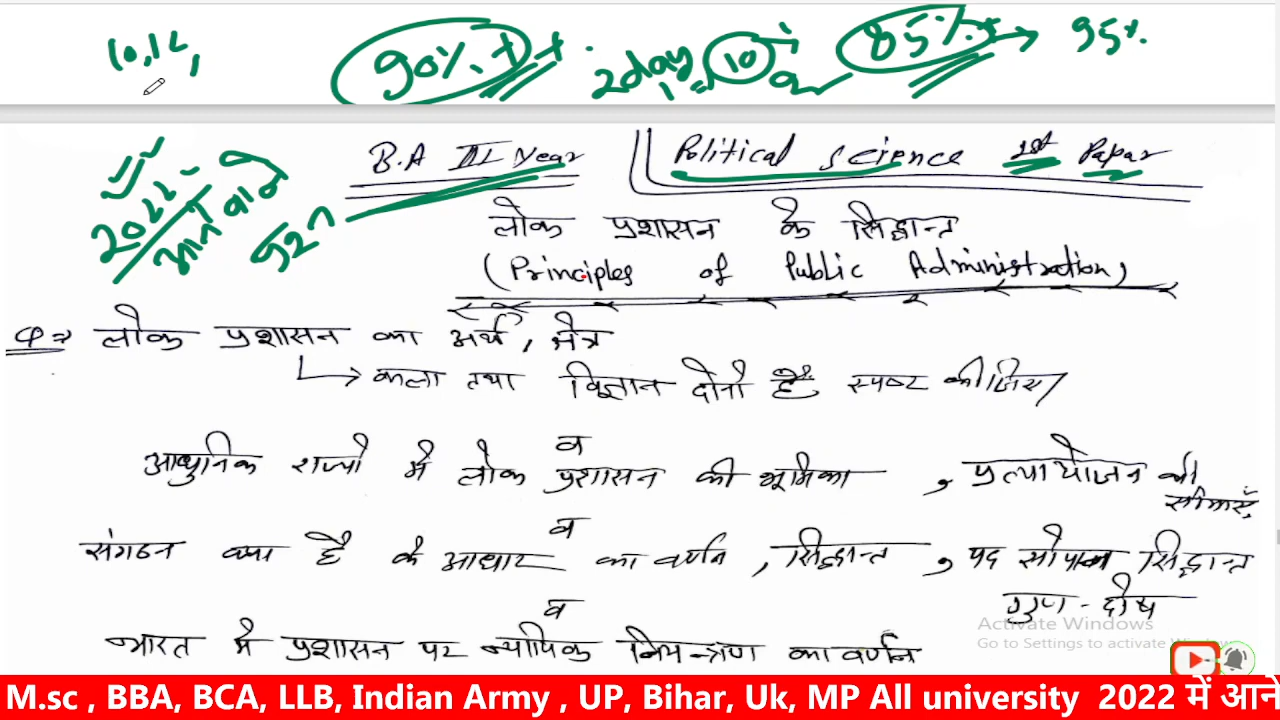 10,12,
90%++
2day 10
85%+ → 95%
2022
आने वाले
B.A III Year
Political science 1st Papar
लोक प्रशासन के सिद्धान्त
(Principles of Public Administration)
Q⇒ लोक प्रशासन का अर्थ, क्षेत्र
↳ कला तथा विज्ञान दोनो है स्पष्ट कीजिए/
व
आधुनिक राज्यो मे लोक प्रशासन की भूमिका, प्रत्यायोजन की
सीमाएँ,
व
संगठन क्या है के आधार का वर्णन, सिद्धान्त, पद सोपान सिद्धान्त
गुण-दोष
व
भारत मे प्रशासन पर न्यायिक नियन्त्रण का वर्णन
Activate Windows
Go to Settings to activate Windows.
M.sc , BBA, BCA, LLB, Indian Army , UP, Bihar, Uk, MP All university 2022 में आने